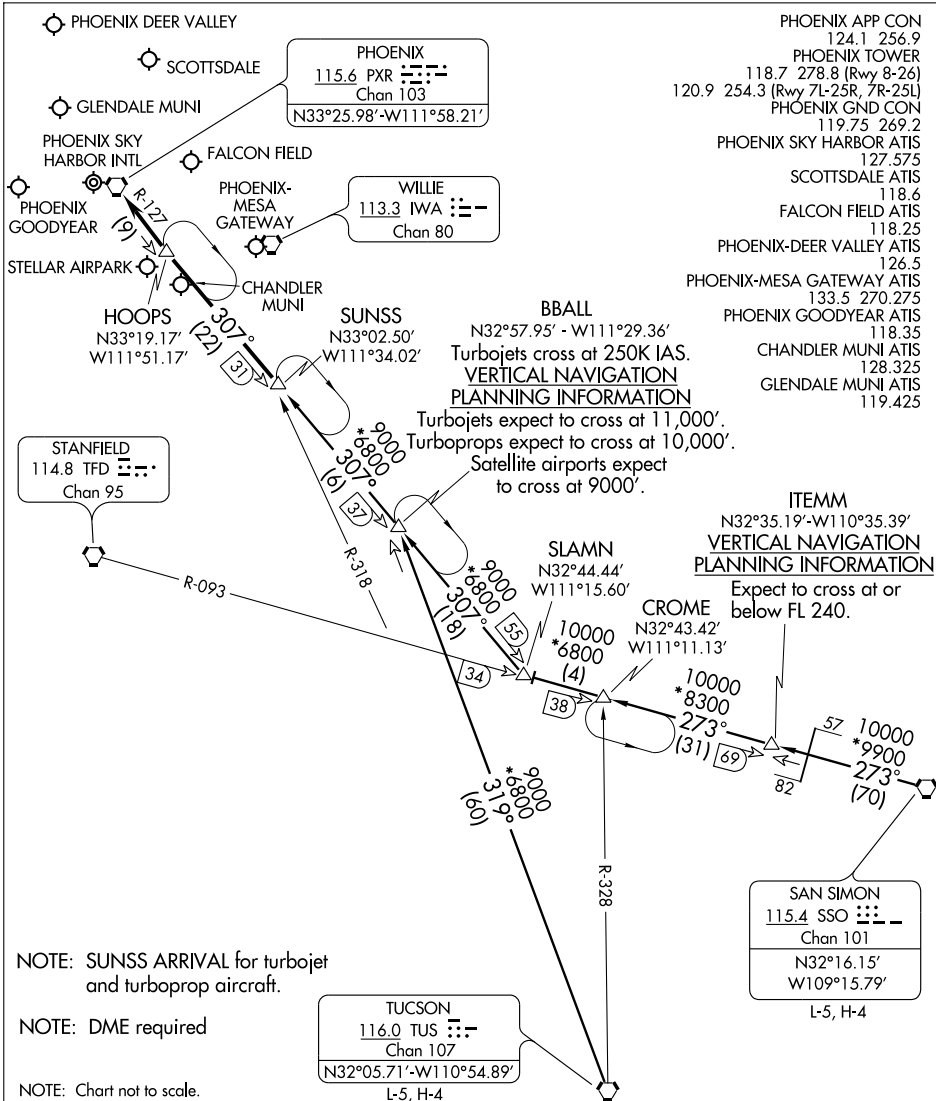 PHOENIX DEER VALLEY
SCOTTSDALE
GLENDALE MUNI
PHOENIX SKY
HARBOR INTL
FALCON FIELD
PHOENIX
GOODYEAR
PHOENIX-
MESA
GATEWAY
STELLAR AIRPARK
CHANDLER
MUNI
PHOENIX
115.6 PXR
Chan 103
N33°25.98'-W111°58.21'
WILLIE
113.3 IWA
Chan 80
PHOENIX APP CON
124.1 256.9
PHOENIX TOWER
118.7 278.8 (Rwy 8-26)
120.9 254.3 (Rwy 7L-25R, 7R-25L)
PHOENIX GND CON
119.75 269.2
PHOENIX SKY HARBOR ATIS
127.575
SCOTTSDALE ATIS
118.6
FALCON FIELD ATIS
118.25
PHOENIX-DEER VALLEY ATIS
126.5
PHOENIX-MESA GATEWAY ATIS
133.5 270.275
PHOENIX GOODYEAR ATIS
118.35
CHANDLER MUNI ATIS
128.325
GLENDALE MUNI ATIS
119.425
R-127
(9)
HOOPS
N33°19.17'
W111°51.17'
307°
(22)
31
SUNSS
N33°02.50'
W111°34.02'
BBALL
N32°57.95' - W111°29.36'
Turbojets cross at 250K IAS.
VERTICAL NAVIGATION
PLANNING INFORMATION
Turbojets expect to cross at 11,000'.
Turboprops expect to cross at 10,000'.
Satellite airports expect
to cross at 9000'.
9000
*6800
307°
(6)
37
STANFIELD
114.8 TFD
Chan 95
R-093
R-318
9000
*6800
307°
(18)
55
34
SLAMN
N32°44.44'
W111°15.60'
10000
*6800
(4)
38
CROME
N32°43.42'
W111°11.13'
ITEMM
N32°35.19'-W110°35.39'
VERTICAL NAVIGATION
PLANNING INFORMATION
Expect to cross at or
below FL 240.
10000
*8300
273°
(31)
69
57
82
10000
*9900
273°
(70)
9000
*6800
319°
(60)
R-328
SAN SIMON
115.4 SSO
Chan 101
N32°16.15'
W109°15.79'
L-5, H-4
TUCSON
116.0 TUS
Chan 107
N32°05.71'-W110°54.89'
L-5, H-4
NOTE: SUNSS ARRIVAL for turbojet
and turboprop aircraft.
NOTE: DME required
NOTE: Chart not to scale.